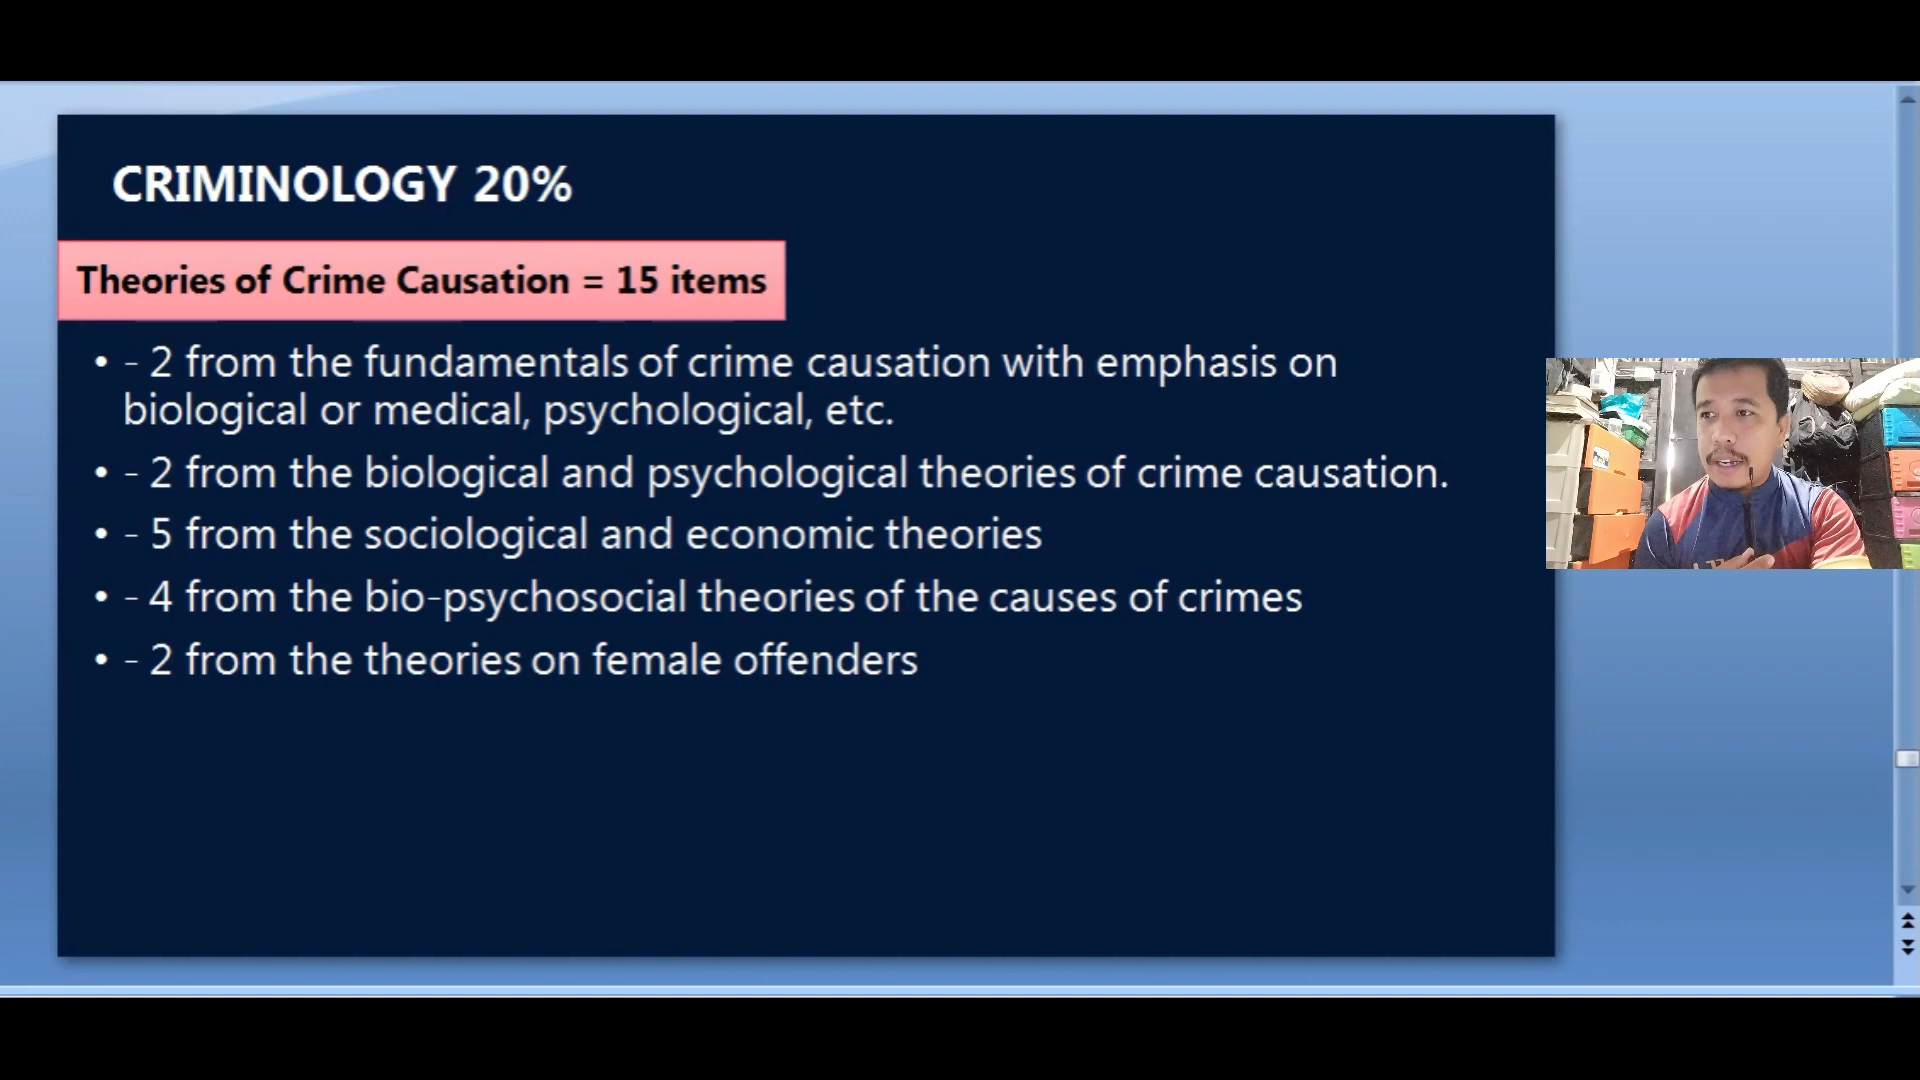 CRIMINOLOGY 20%
Theories of Crime Causation = 15 items
• - 2 from the fundamentals of crime causation with emphasis on
biological or medical, psychological, etc.
• - 2 from the biological and psychological theories of crime causation.
• - 5 from the sociological and economic theories
• - 4 from the bio-psychosocial theories of the causes of crimes
• - 2 from the theories on female offenders